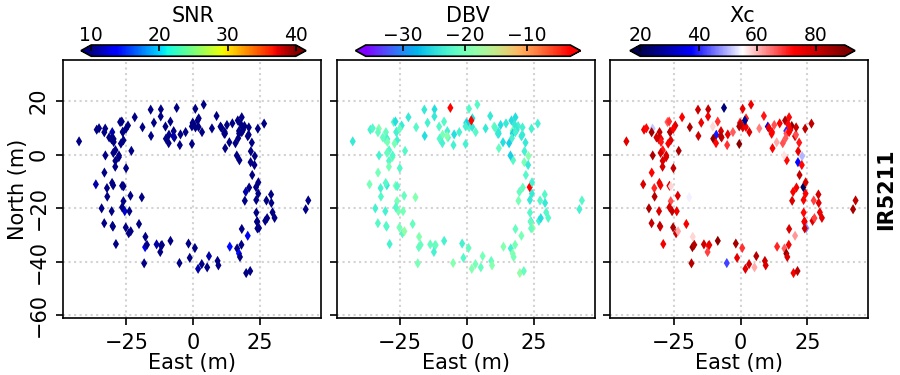 SNR
DBV
Xc
10 20 30 40
−30 −20 −10
20 40 60 80
North (m)
20
0
−20
−40
−60
−25 0 25
−25 0 25
−25 0 25
East (m)
East (m)
East (m)
IR5211